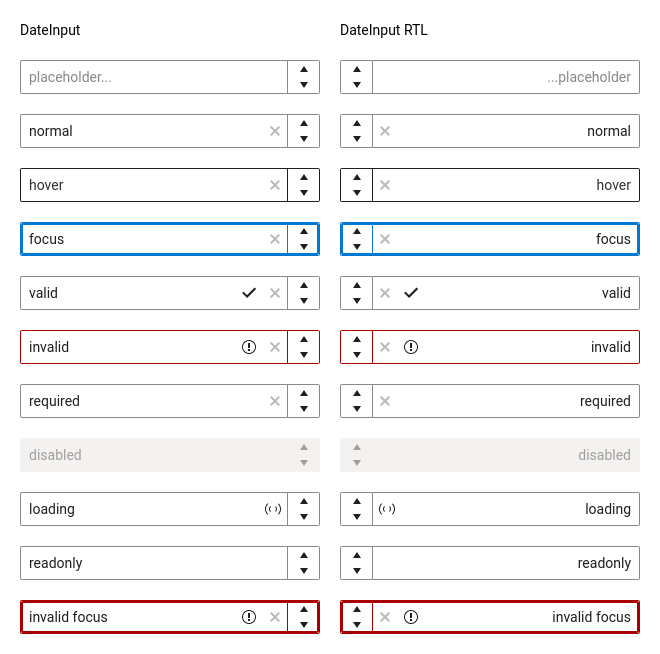 DateInput
DateInput RTL
placeholder...
...placeholder
normal
normal
hover
hover
focus
focus
valid
valid
invalid
invalid
required
required
disabled
disabled
loading
loading
readonly
readonly
invalid focus
invalid focus